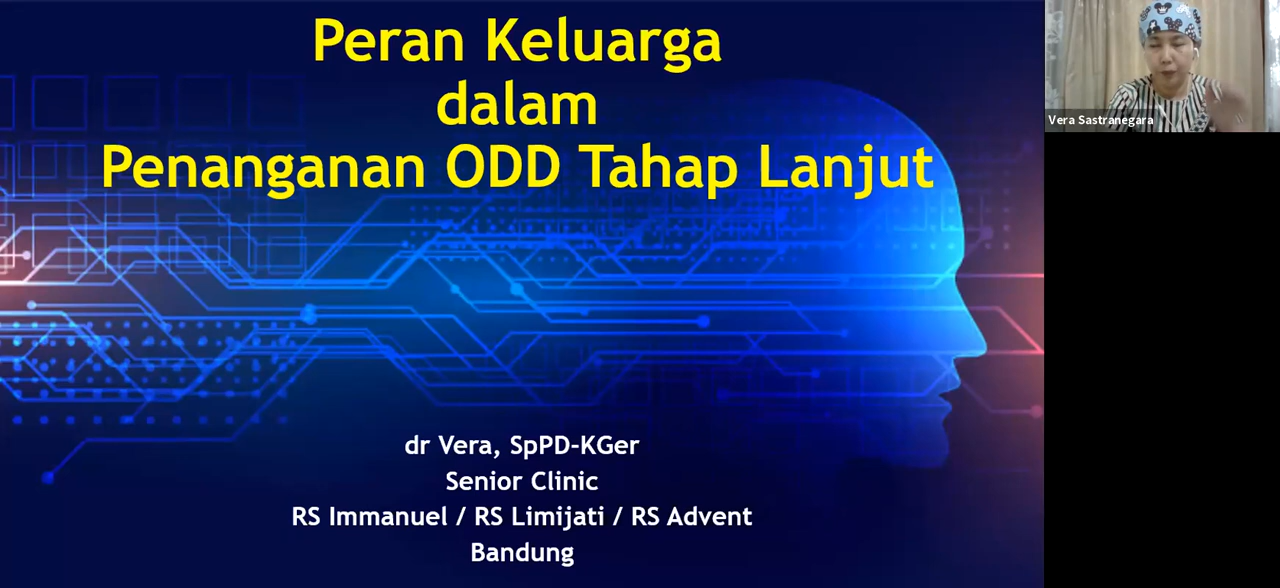 Peran Keluarga
dalam
Penanganan ODD Tahap Lanjut
dr Vera, SpPD-KGer
Senior Clinic
RS Immanuel / RS Limijati / RS Advent
Bandung
Vera Sastranegara